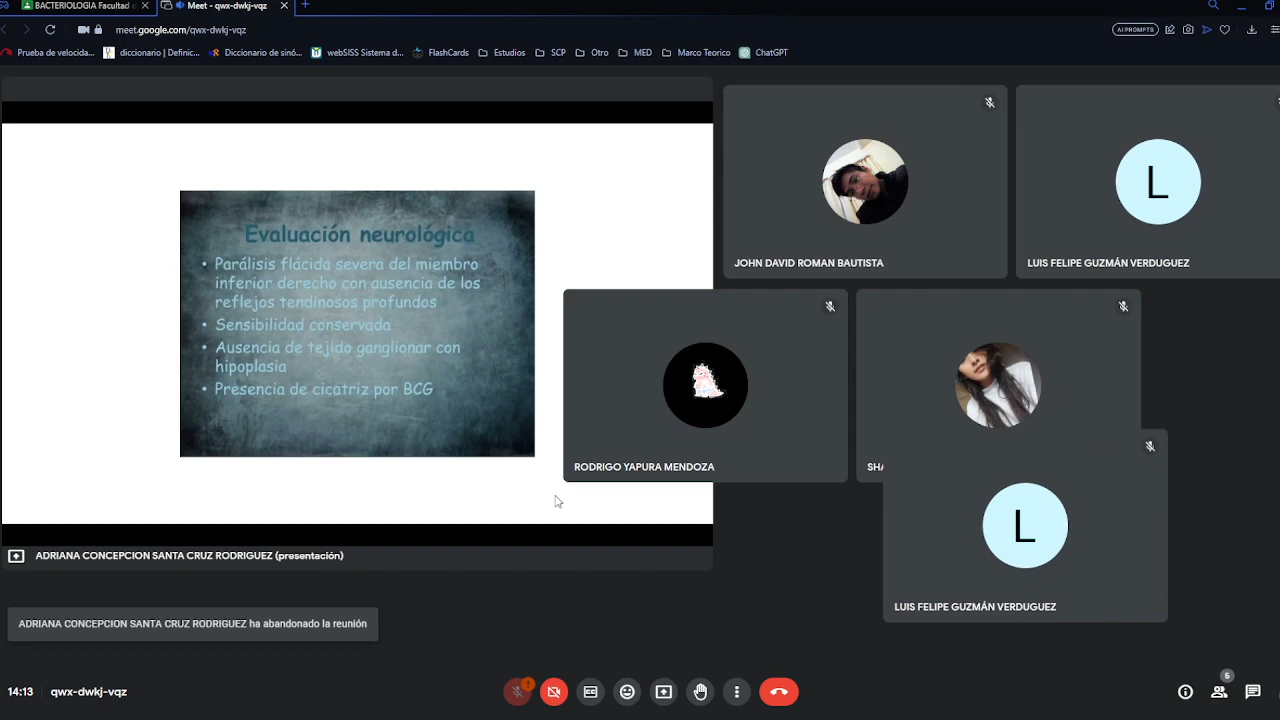 BACTERIOLOGIA Facultad d
Meet - qwx-dwkj-vqz
meet.google.com/qwx-dwkj-vqz
AI PROMPTS
Prueba de velocida...
diccionario | Definic...
Diccionario de sinó...
webSISS Sistema d...
FlashCards
Estudios
SCP
Otro
MED
Marco Teorico
ChatGPT
Evaluación neurológica
• Parálisis flácida severa del miembro
inferior derecho con ausencia de los
reflejos tendinosos profundos
• Sensibilidad conservada
• Ausencia de tejido ganglionar con
hipoplasia
• Presencia de cicatriz por BCG
JOHN DAVID ROMAN BAUTISTA
L
LUIS FELIPE GUZMÁN VERDUGUEZ
RODRIGO YAPURA MENDOZA
SHA
L
LUIS FELIPE GUZMÁN VERDUGUEZ
ADRIANA CONCEPCION SANTA CRUZ RODRIGUEZ (presentación)
ADRIANA CONCEPCION SANTA CRUZ RODRIGUEZ ha abandonado la reunión
14:13 | qwx-dwkj-vqz